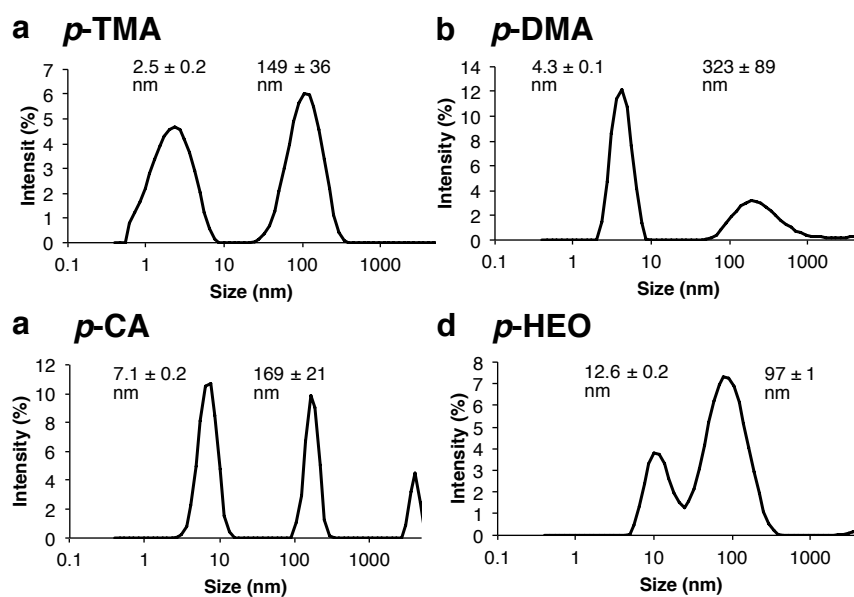 a p-TMA
2.5 ± 0.2
nm
149 ± 36
nm
7
6
5
4
3
2
1
0
Intensit (%)
0.1 1 10 100 1000
Size (nm)
b p-DMA
4.3 ± 0.1
nm
323 ± 89
nm
14
12
10
8
6
4
2
0
Intensity (%)
0.1 1 10 100 1000
Size (nm)
a p-CA
7.1 ± 0.2
nm
169 ± 21
nm
12
10
8
6
4
2
0
Intensity (%)
0.1 1 10 100 1000
Size (nm)
d p-HEO
12.6 ± 0.2
nm
97 ± 1
nm
8
7
6
5
4
3
2
1
0
Intensity (%)
0.1 1 10 100 1000
Size (nm)